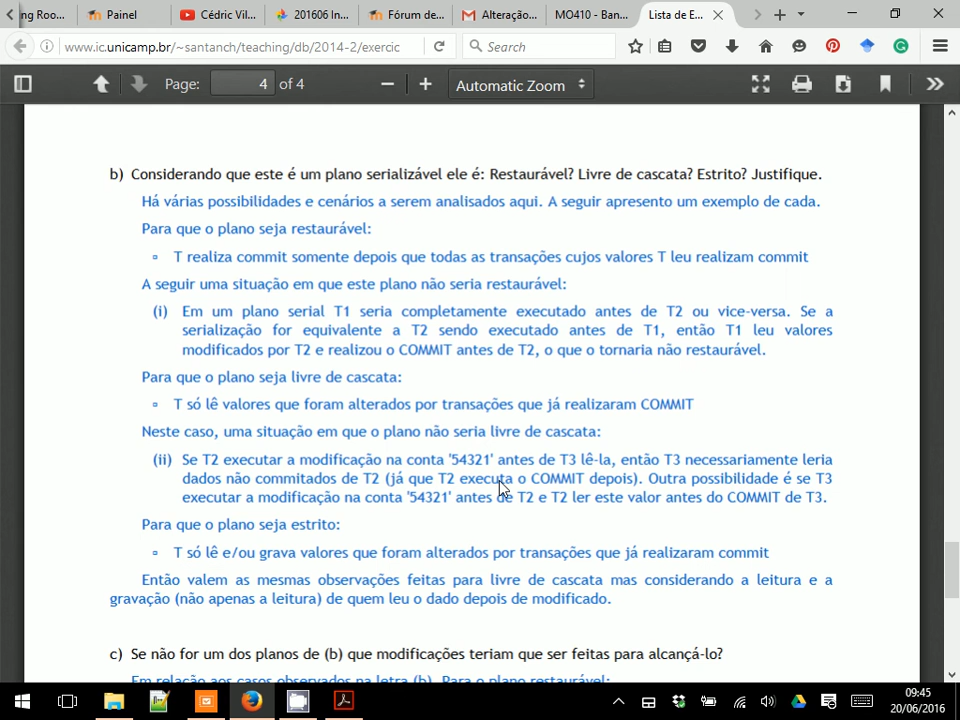 ng Roo... Painel Cédric Vil... 201606 In... Fórum de... Alteração... MO410 - Ban... Lista de E...
www.ic.unicamp.br/~santanch/teaching/db/2014-2/exercic Search
Page: 4 of 4 Automatic Zoom
b) Considerando que este é um plano serializável ele é: Restaurável? Livre de cascata? Estrito? Justifique.
Há várias possibilidades e cenários a serem analisados aqui. A seguir apresento um exemplo de cada.
Para que o plano seja restaurável:
▫ T realiza commit somente depois que todas as transações cujos valores T leu realizam commit
A seguir uma situação em que este plano não seria restaurável:
(i) Em um plano serial T1 seria completamente executado antes de T2 ou vice-versa. Se a
serialização for equivalente a T2 sendo executado antes de T1, então T1 leu valores
modificados por T2 e realizou o COMMIT antes de T2, o que o tornaria não restaurável.
Para que o plano seja livre de cascata:
▫ T só lê valores que foram alterados por transações que já realizaram COMMIT
Neste caso, uma situação em que o plano não seria livre de cascata:
(ii) Se T2 executar a modificação na conta '54321' antes de T3 lê-la, então T3 necessariamente leria
dados não commitados de T2 (já que T2 executa o COMMIT depois). Outra possibilidade é se T3
executar a modificação na conta '54321' antes de T2 e T2 ler este valor antes do COMMIT de T3.
Para que o plano seja estrito:
▫ T só lê e/ou grava valores que foram alterados por transações que já realizaram commit
Então valem as mesmas observações feitas para livre de cascata mas considerando a leitura e a
gravação (não apenas a leitura) de quem leu o dado depois de modificado.
c) Se não for um dos planos de (b) que modificações teriam que ser feitas para alcançá-lo?
Em relação aos casos observados na letra (b). Para o plano restaurável:
09:45
20/06/2016